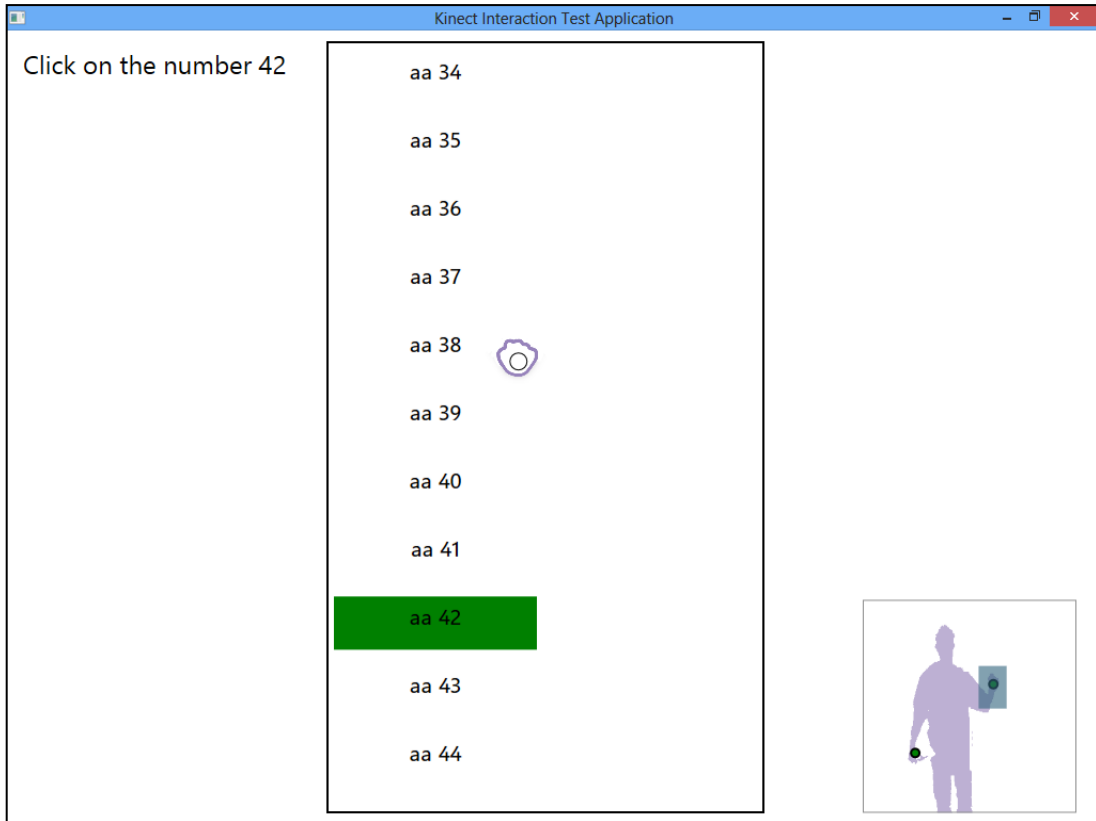 Kinect Interaction Test Application
Click on the number 42
aa 34
aa 35
aa 36
aa 37
aa 38
aa 39
aa 40
aa 41
aa 42
aa 43
aa 44